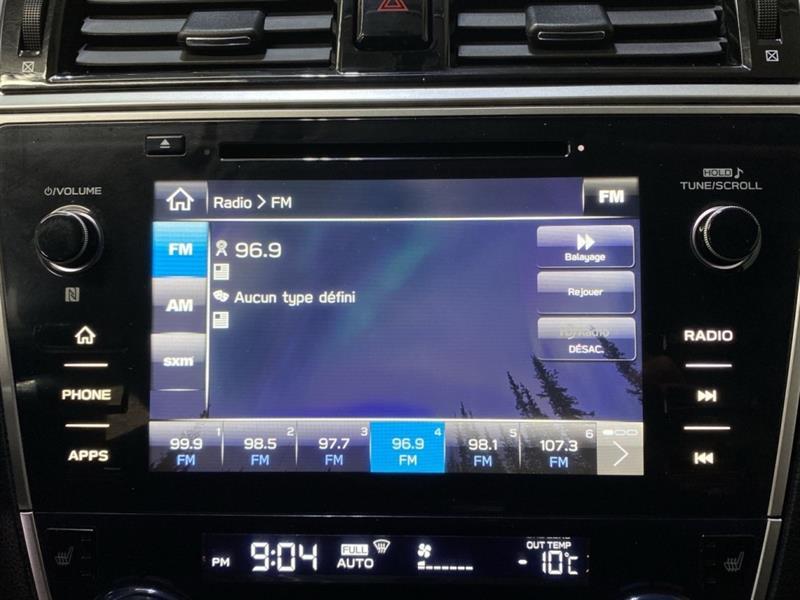 ⏻/VOLUME
HOLD ♪
TUNE/SCROLL
Radio > FM
FM
FM
96.9
Balayage
AM
Aucun type défini
Rejouer
HD Radio
DÉSAC.
sxm
RADIO
PHONE
APPS
1 2 3 4 5 6
99.9 98.5 97.7 96.9 98.1 107.3
FM FM FM FM FM FM
PM 9:04
FULL
AUTO
OUT TEMP
-10°C